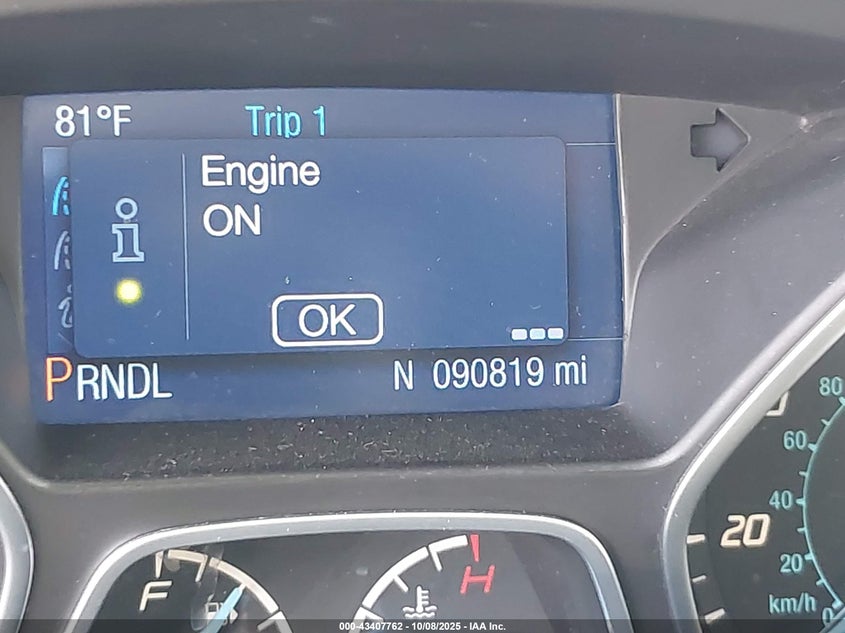 81°F Trip 1
Engine
ON
OK
PRNDL N 090819 mi
80
60
40
20
20
km/h 0
F H
000-43407762 - 10/08/2025 - IAA Inc.